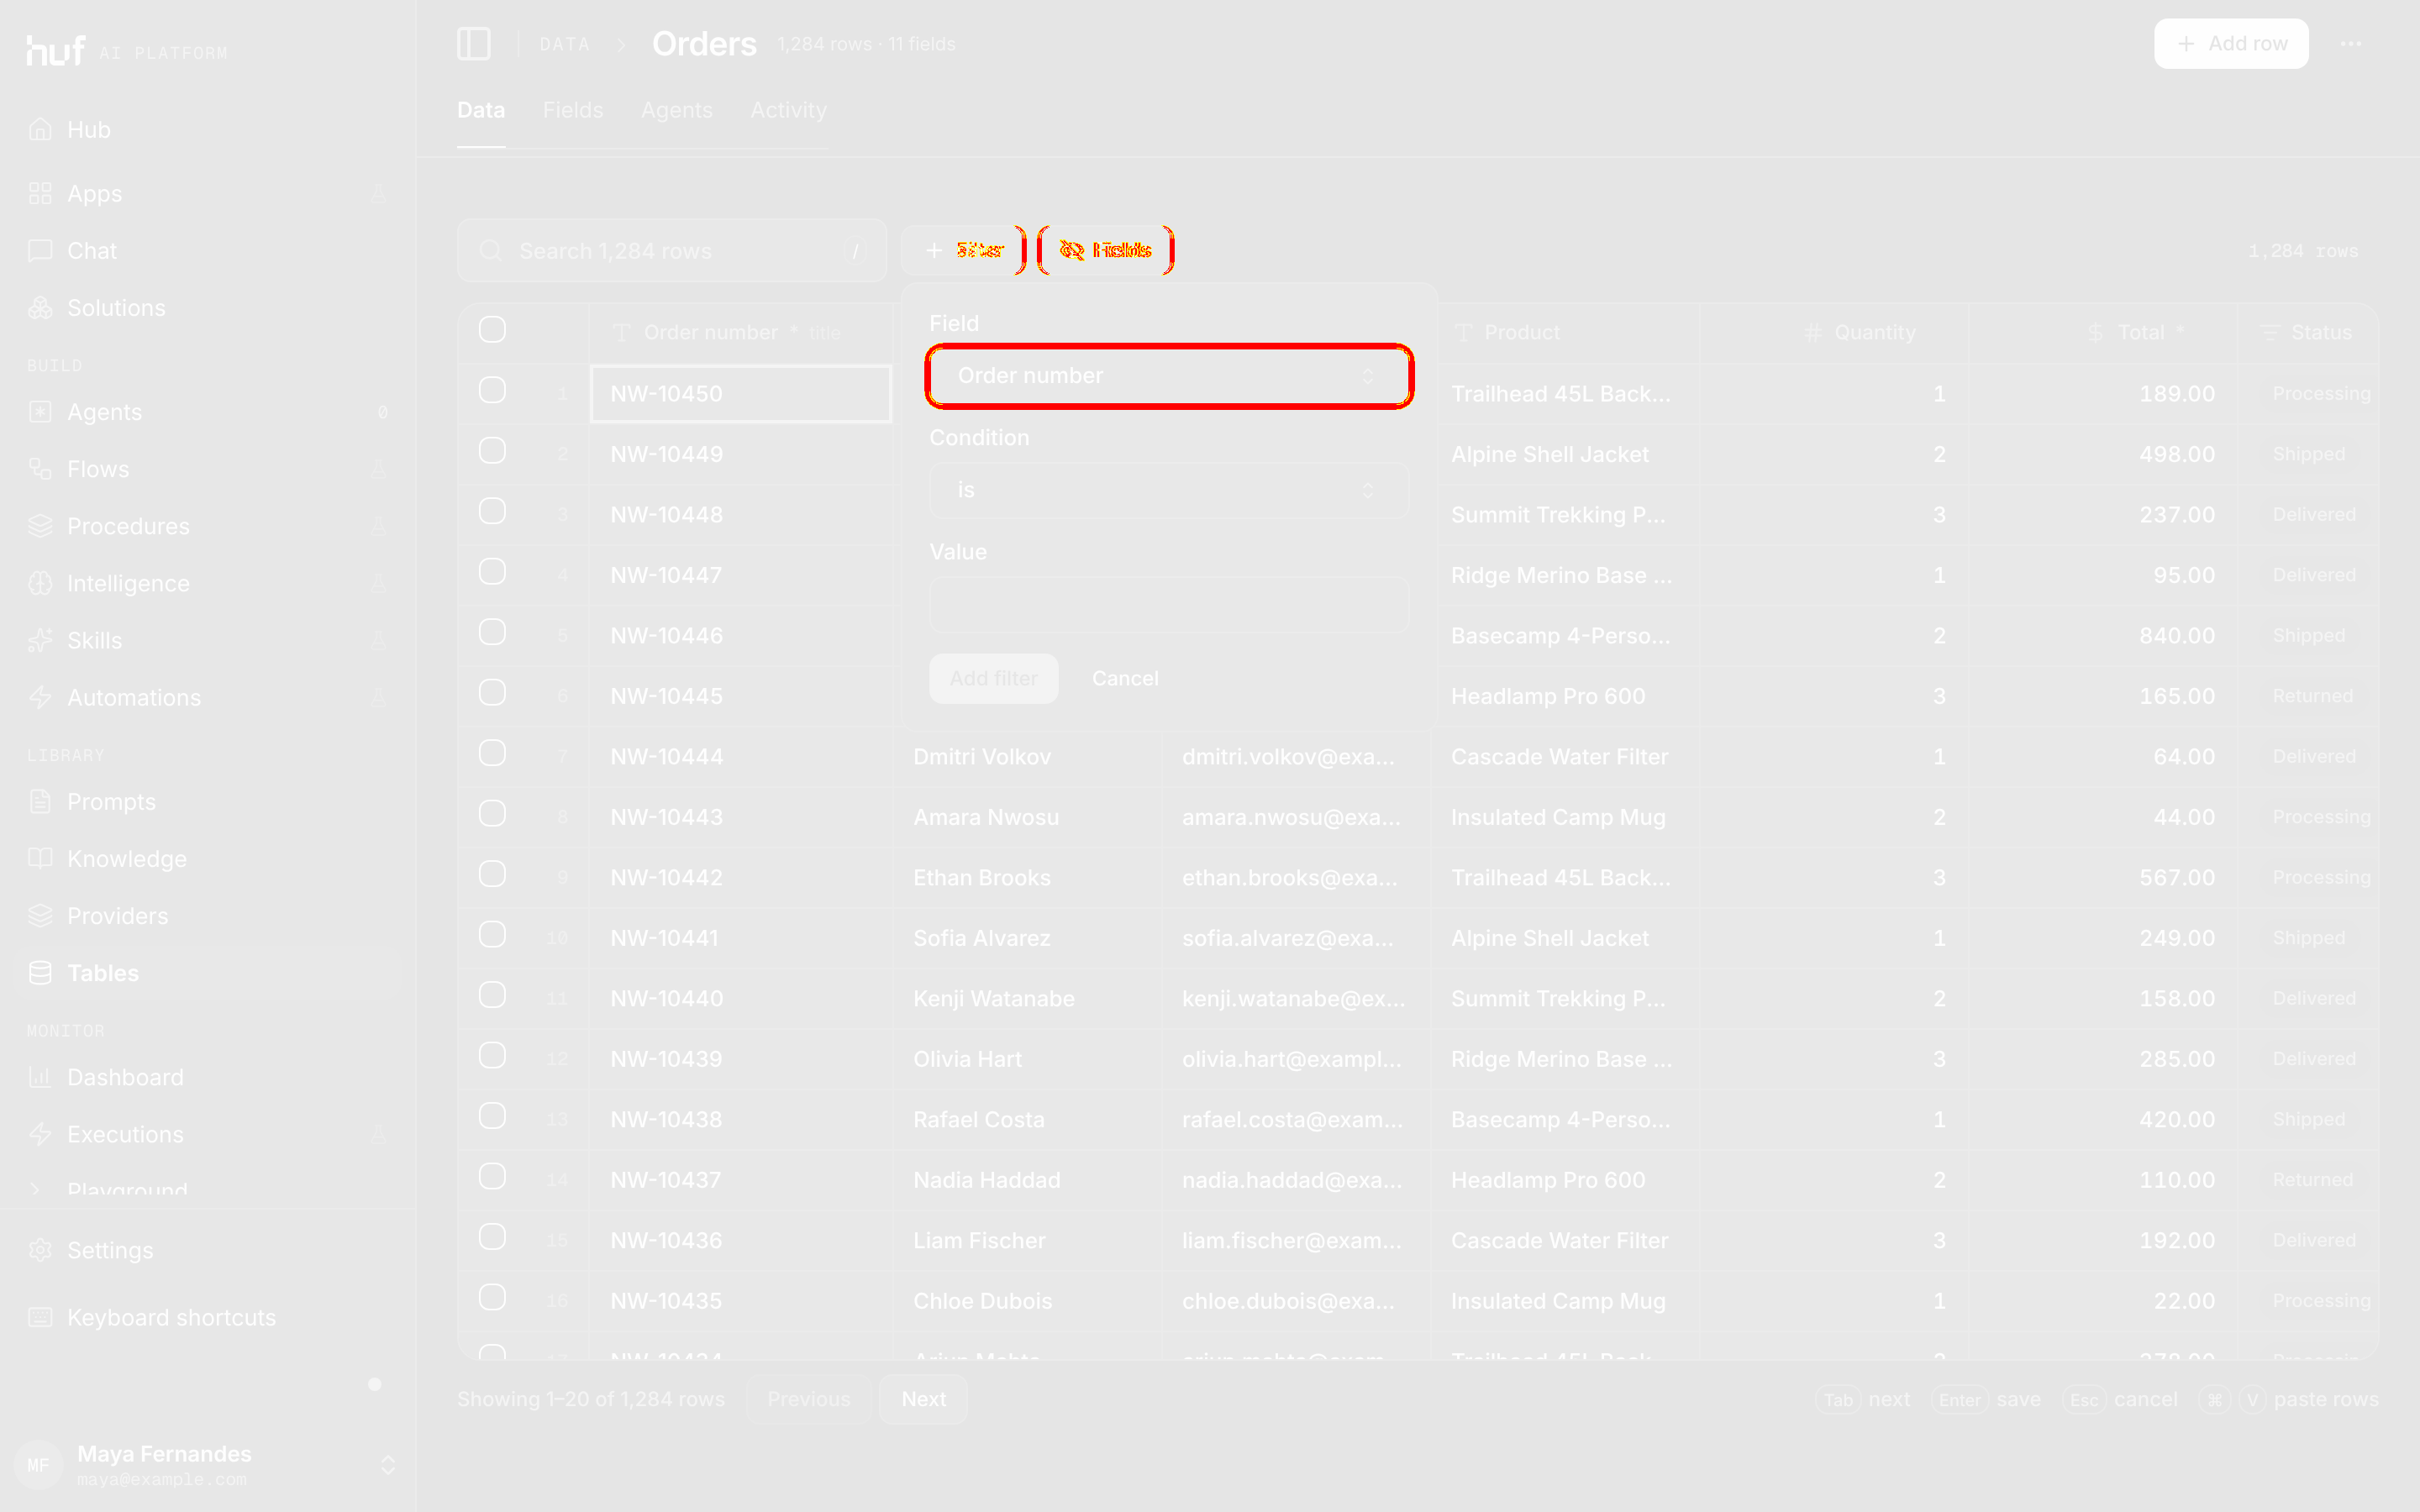 huf AI PLATFORM
Hub
Apps
Chat
Solutions
BUILD
Agents 0
Flows
Procedures
Intelligence
Skills
Automations
LIBRARY
Prompts
Knowledge
Providers
Tables
MONITOR
Dashboard
Executions
Playground
Settings
Keyboard shortcuts
MF Maya Fernandes
maya@example.com
DATA > Orders 1,284 rows · 11 fields
+ Add row
Data Fields Agents Activity
Search 1,284 rows /
+ Filter
Fields
1,284 rows
Order number * title
Product
# Quantity
$ Total *
Status
Field
Order number
Condition
is
Value
Add filter Cancel
1 NW-10450 Trailhead 45L Back... 1 189.00 Processing
2 NW-10449 Alpine Shell Jacket 2 498.00 Shipped
3 NW-10448 Summit Trekking P... 3 237.00 Delivered
4 NW-10447 Ridge Merino Base ... 1 95.00 Delivered
5 NW-10446 Basecamp 4-Perso... 2 840.00 Shipped
6 NW-10445 Headlamp Pro 600 3 165.00 Returned
7 NW-10444 Dmitri Volkov dmitri.volkov@exa... Cascade Water Filter 1 64.00 Delivered
8 NW-10443 Amara Nwosu amara.nwosu@exa... Insulated Camp Mug 2 44.00 Processing
9 NW-10442 Ethan Brooks ethan.brooks@exa... Trailhead 45L Back... 3 567.00 Processing
10 NW-10441 Sofia Alvarez sofia.alvarez@exa... Alpine Shell Jacket 1 249.00 Shipped
11 NW-10440 Kenji Watanabe kenji.watanabe@ex... Summit Trekking P... 2 158.00 Delivered
12 NW-10439 Olivia Hart olivia.hart@exampl... Ridge Merino Base ... 3 285.00 Delivered
13 NW-10438 Rafael Costa rafael.costa@exam... Basecamp 4-Perso... 1 420.00 Shipped
14 NW-10437 Nadia Haddad nadia.haddad@exa... Headlamp Pro 600 2 110.00 Returned
15 NW-10436 Liam Fischer liam.fischer@exam... Cascade Water Filter 3 192.00 Delivered
16 NW-10435 Chloe Dubois chloe.dubois@exa... Insulated Camp Mug 1 22.00 Processing
Showing 1–20 of 1,284 rows Previous Next
Tab next Enter save Esc cancel ⌘ V paste rows